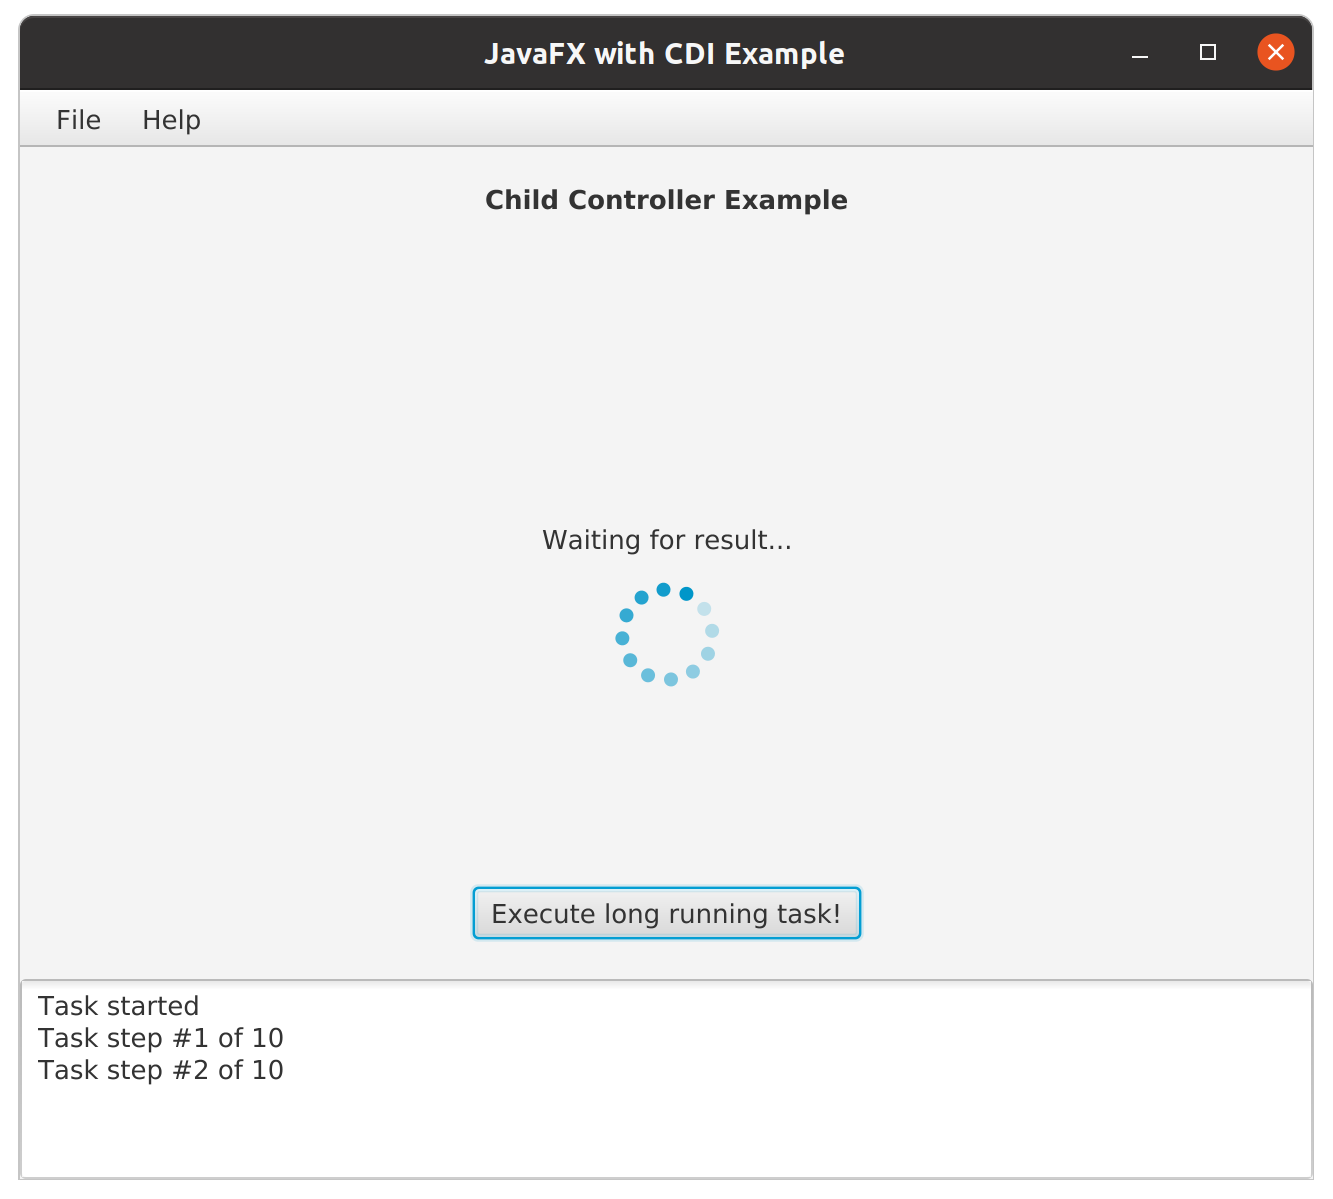 JavaFX with CDI Example
File Help
Child Controller Example
Waiting for result...
Execute long running task!
Task started
Task step #1 of 10
Task step #2 of 10